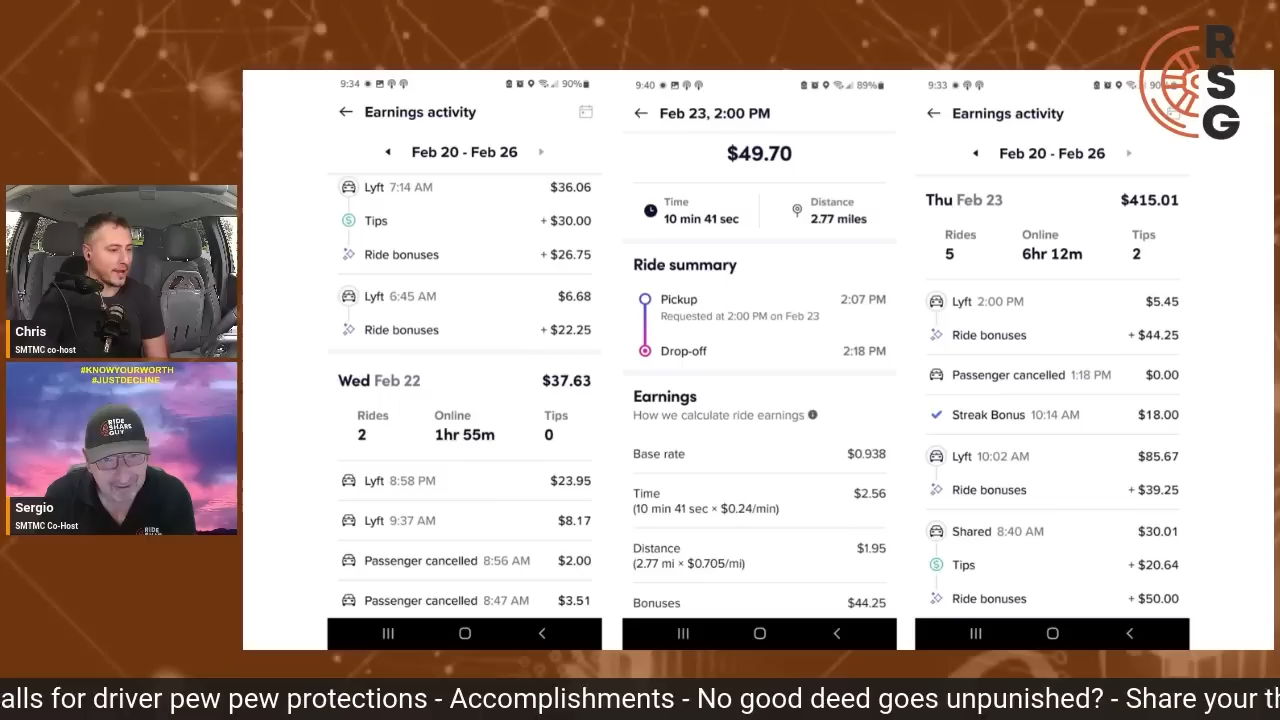 RSG
Chris
SMTMC co-host
#KNOWYOURWORTH
#JUSTDECLINE
RIDE
SHARE
GUY
Sergio
SMTMC Co-Host
RIDE
9:34 90%
Earnings activity
Feb 20 - Feb 26
Lyft 7:14 AM $36.06
Tips + $30.00
Ride bonuses + $26.75
Lyft 6:45 AM $6.68
Ride bonuses + $22.25
Wed Feb 22 $37.63
Rides Online Tips
2 1hr 55m 0
Lyft 8:58 PM $23.95
Lyft 9:37 AM $8.17
Passenger cancelled 8:56 AM $2.00
Passenger cancelled 8:47 AM $3.51
9:40 89%
Feb 23, 2:00 PM
$49.70
Time Distance
10 min 41 sec 2.77 miles
Ride summary
Pickup 2:07 PM
Requested at 2:00 PM on Feb 23
Drop-off 2:18 PM
Earnings
How we calculate ride earnings
Base rate $0.938
Time $2.56
(10 min 41 sec × $0.24/min)
Distance $1.95
(2.77 mi × $0.705/mi)
Bonuses $44.25
9:33 90
Earnings activity
Feb 20 - Feb 26
Thu Feb 23 $415.01
Rides Online Tips
5 6hr 12m 2
Lyft 2:00 PM $5.45
Ride bonuses + $44.25
Passenger cancelled 1:18 PM $0.00
Streak Bonus 10:14 AM $18.00
Lyft 10:02 AM $85.67
Ride bonuses + $39.25
Shared 8:40 AM $30.01
Tips + $20.64
Ride bonuses + $50.00
alls for driver pew pew protections - Accomplishments - No good deed goes unpunished? - Share your th